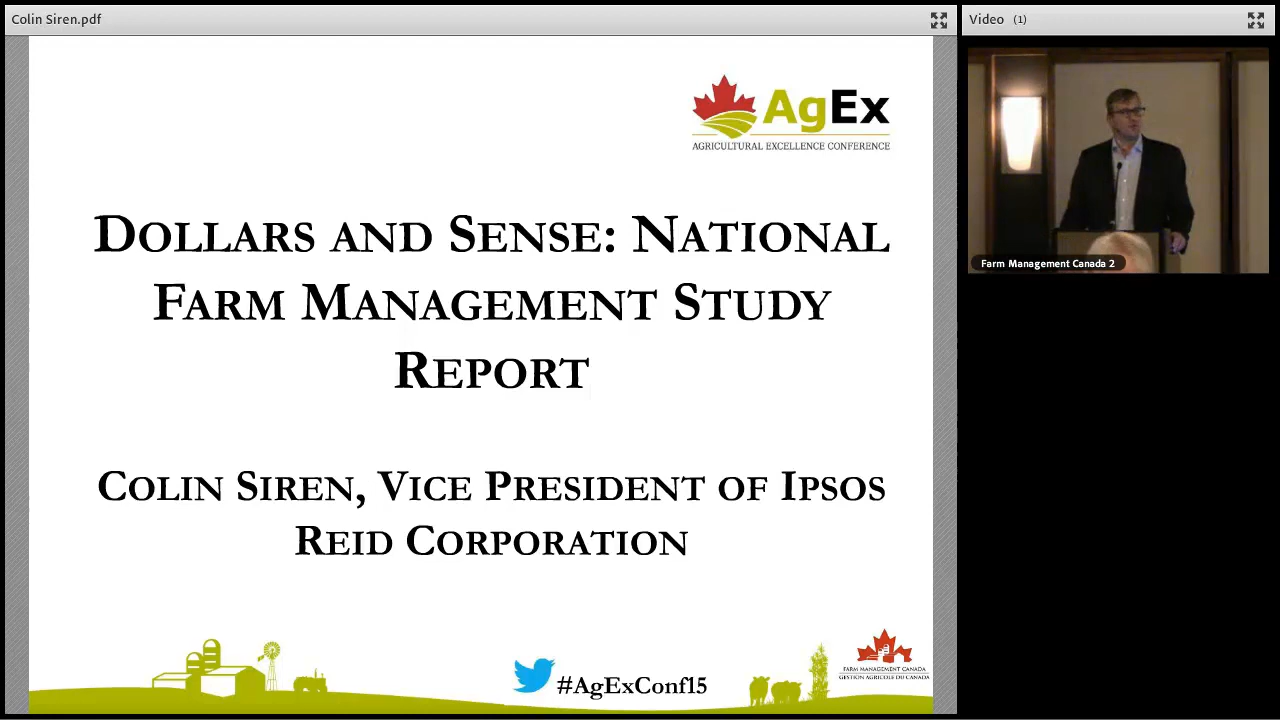 Colin Siren.pdf
Video (1)
AgEx
AGRICULTURAL EXCELLENCE CONFERENCE
DOLLARS AND SENSE: NATIONAL
FARM MANAGEMENT STUDY
REPORT
COLIN SIREN, VICE PRESIDENT OF IPSOS
REID CORPORATION
Farm Management Canada 2
#AgExConf15
FARM MANAGEMENT CANADA
GESTION AGRICOLE DU CANADA